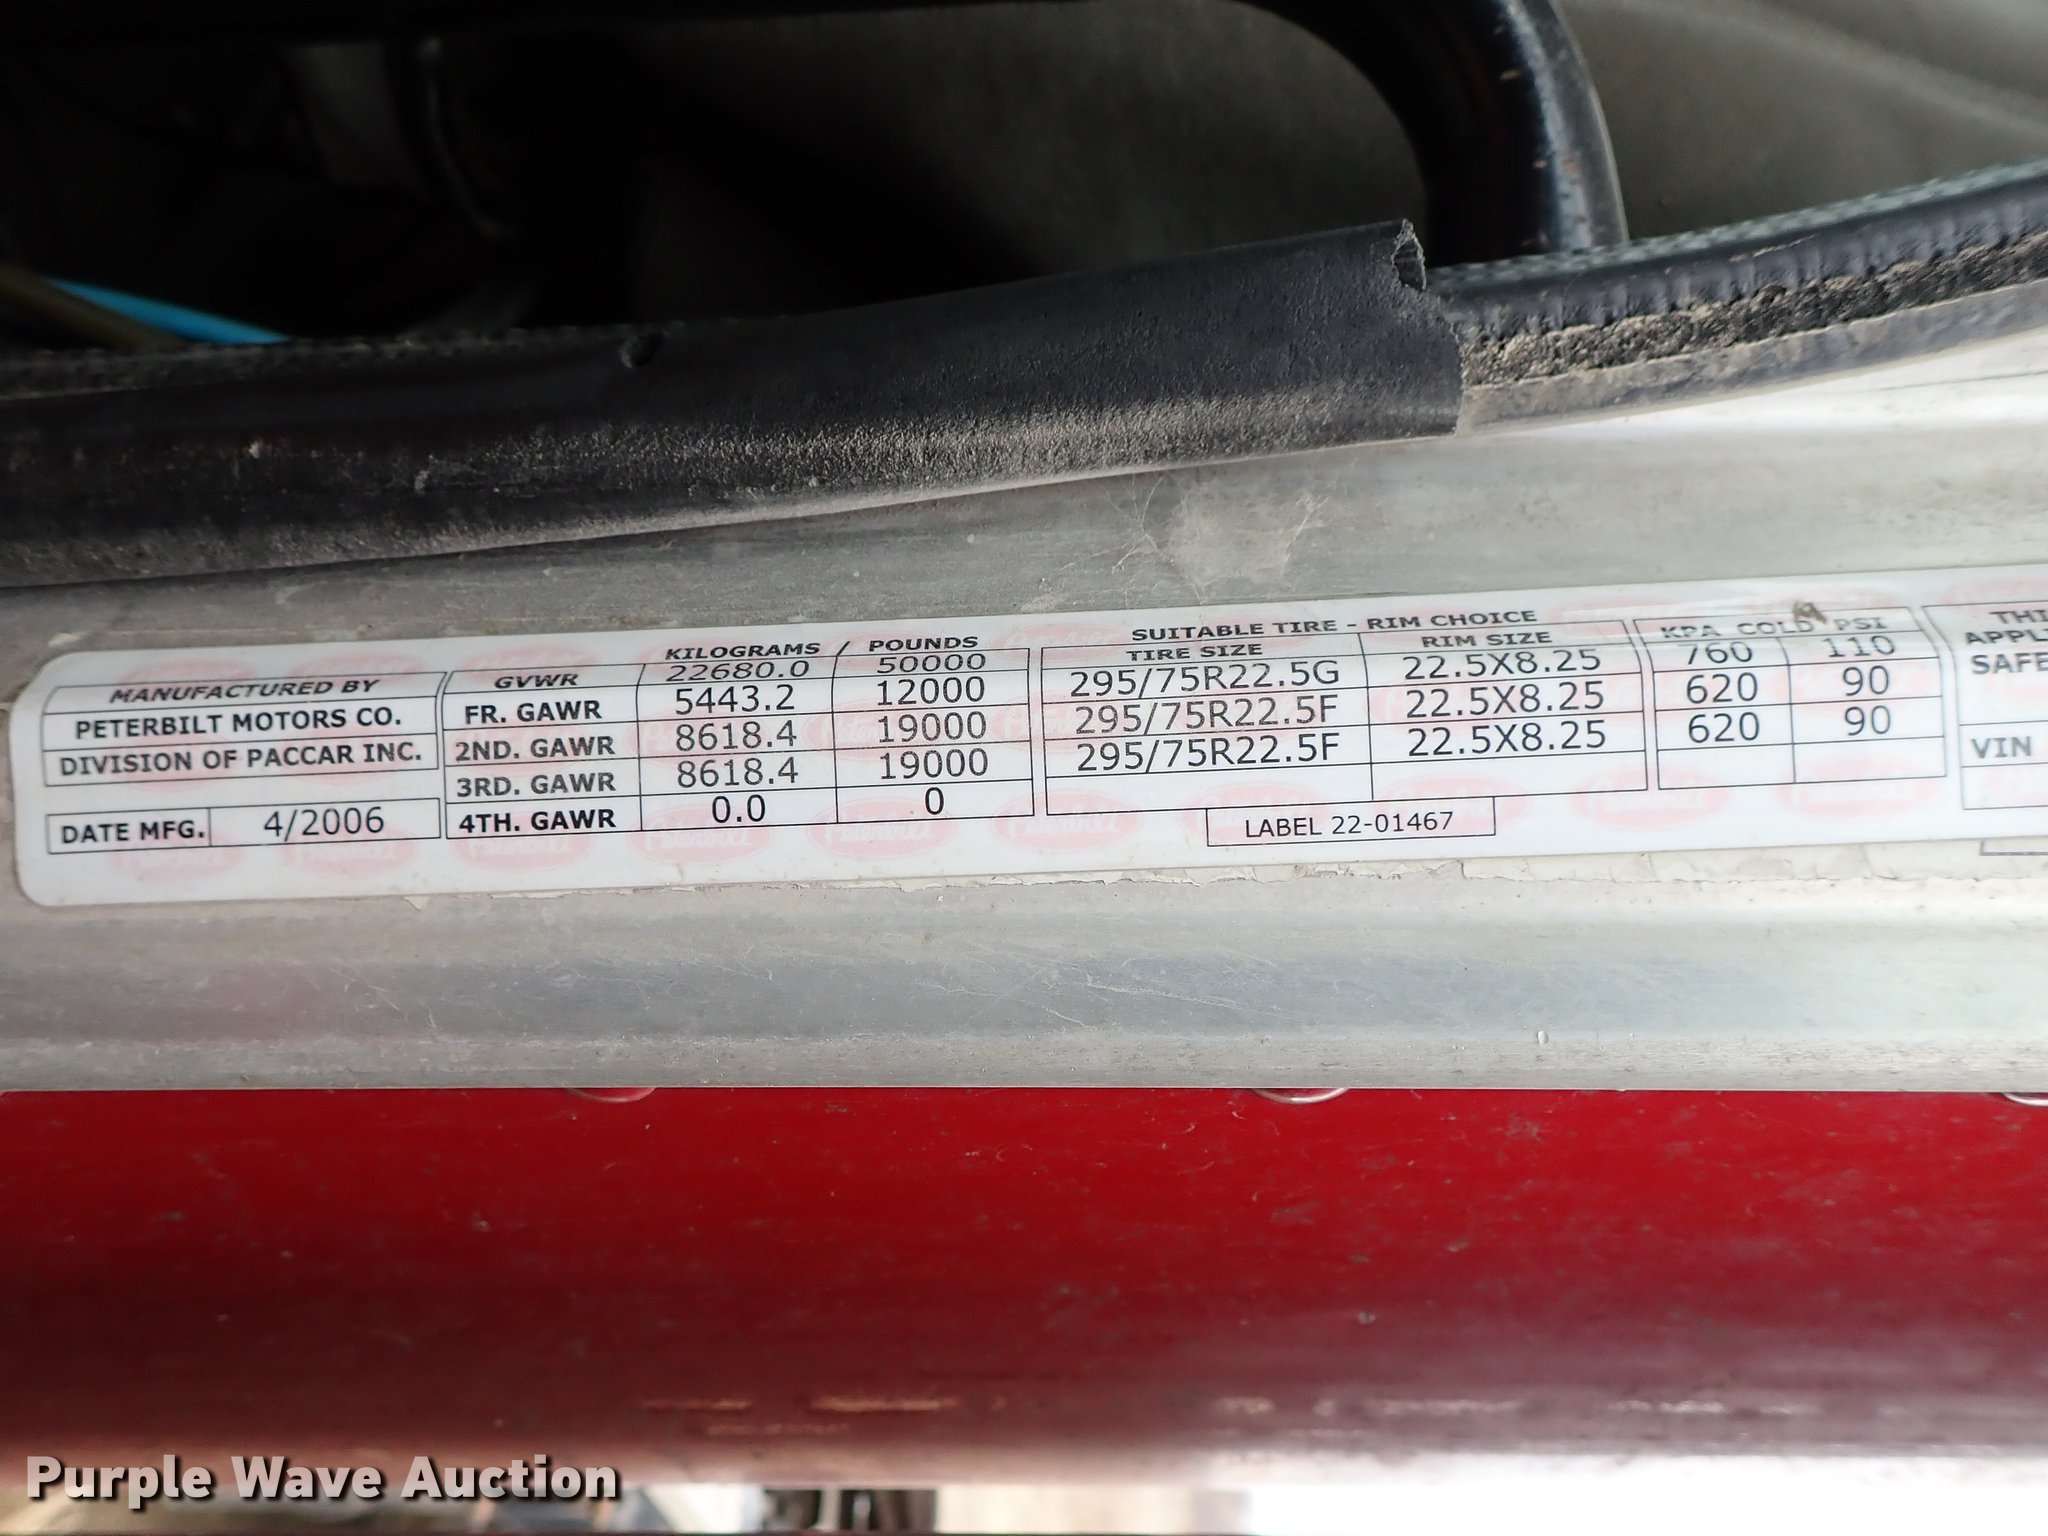 MANUFACTURED BY
PETERBILT MOTORS CO.
DIVISION OF PACCAR INC.
DATE MFG. 4/2006
KILOGRAMS / POUNDS
GVWR 22680.0 50000
FR. GAWR 5443.2 12000
2ND. GAWR 8618.4 19000
3RD. GAWR 8618.4 19000
4TH. GAWR 0.0 0
SUITABLE TIRE - RIM CHOICE
TIRE SIZE RIM SIZE
295/75R22.5G 22.5X8.25
295/75R22.5F 22.5X8.25
295/75R22.5F 22.5X8.25
LABEL 22-01467
KPA COLD PSI
760 110
620 90
620 90
THI
APPL
SAFE
VIN
Purple Wave Auction